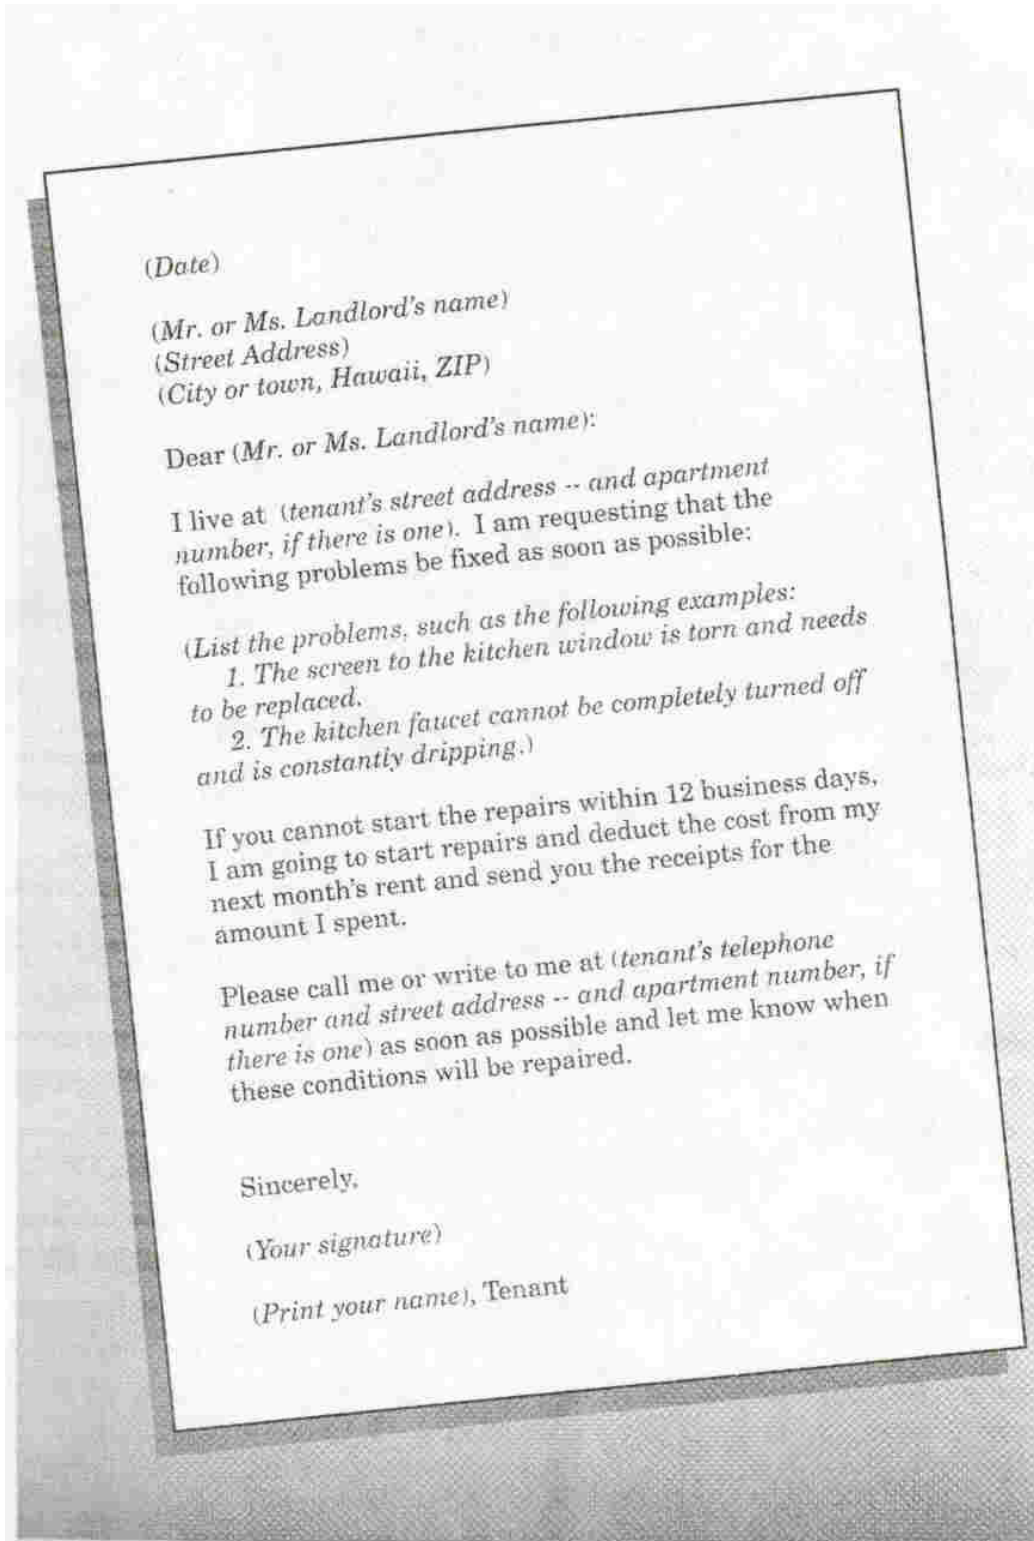 (Date)
(Mr. or Ms. Landlord's name)
(Street Address)
(City or town, Hawaii, ZIP)
Dear (Mr. or Ms. Landlord's name):
I live at (tenant's street address -- and apartment
number, if there is one). I am requesting that the
following problems be fixed as soon as possible:
(List the problems, such as the following examples:
1. The screen to the kitchen window is torn and needs
to be replaced.
2. The kitchen faucet cannot be completely turned off
and is constantly dripping.)
If you cannot start the repairs within 12 business days,
I am going to start repairs and deduct the cost from my
next month's rent and send you the receipts for the
amount I spent.
Please call me or write to me at (tenant's telephone
number and street address -- and apartment number, if
there is one) as soon as possible and let me know when
these conditions will be repaired.
Sincerely,
(Your signature)
(Print your name), Tenant